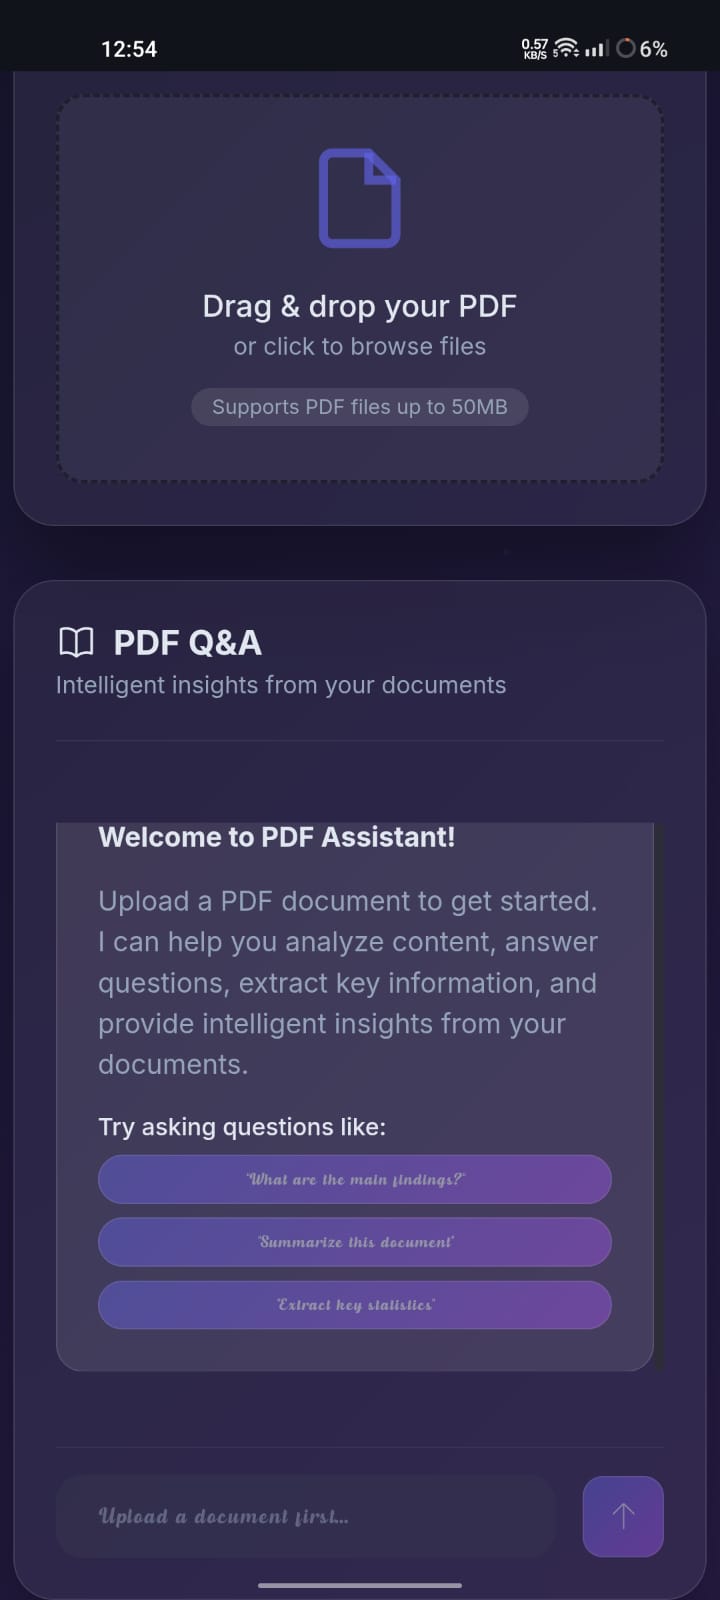 12:54
0.57 KB/S 5 6%
Drag & drop your PDF
or click to browse files
Supports PDF files up to 50MB
PDF Q&A
Intelligent insights from your documents
Welcome to PDF Assistant!
Upload a PDF document to get started.
I can help you analyze content, answer
questions, extract key information, and
provide intelligent insights from your
documents.
Try asking questions like:
"What are the main findings?"
"Summarize this document"
"Extract key statistics"
Upload a document first...